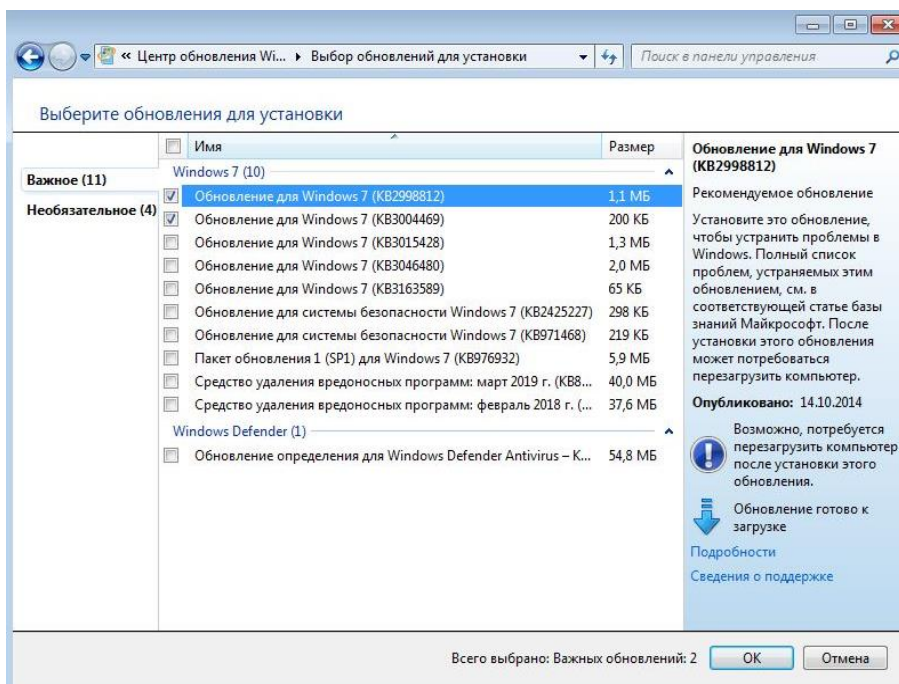 « Центр обновления Wi... ▸ Выбор обновлений для установки
Поиск в панели управления
Выберите обновления для установки
Важное (11)
Необязательное (4)
Имя Размер
Windows 7 (10)
Обновление для Windows 7 (KB2998812) 1,1 МБ
Обновление для Windows 7 (KB3004469) 200 КБ
Обновление для Windows 7 (KB3015428) 1,3 МБ
Обновление для Windows 7 (KB3046480) 2,0 МБ
Обновление для Windows 7 (KB3163589) 65 КБ
Обновление для системы безопасности Windows 7 (KB2425227) 298 КБ
Обновление для системы безопасности Windows 7 (KB971468) 219 КБ
Пакет обновления 1 (SP1) для Windows 7 (KB976932) 5,9 МБ
Средство удаления вредоносных программ: март 2019 г. (KB8... 40,0 МБ
Средство удаления вредоносных программ: февраль 2018 г. (... 37,6 МБ
Windows Defender (1)
Обновление определения для Windows Defender Antivirus – K... 54,8 МБ
Обновление для Windows 7
(KB2998812)
Рекомендуемое обновление
Установите это обновление,
чтобы устранить проблемы в
Windows. Полный список
проблем, устраняемых этим
обновлением, см. в
соответствующей статье базы
знаний Майкрософт. После
установки этого обновления
может потребоваться
перезагрузить компьютер.
Опубликовано: 14.10.2014
Возможно, потребуется
перезагрузить компьютер
после установки этого
обновления.
Обновление готово к
загрузке
Подробности
Сведения о поддержке
Всего выбрано: Важных обновлений: 2
ОК
Отмена